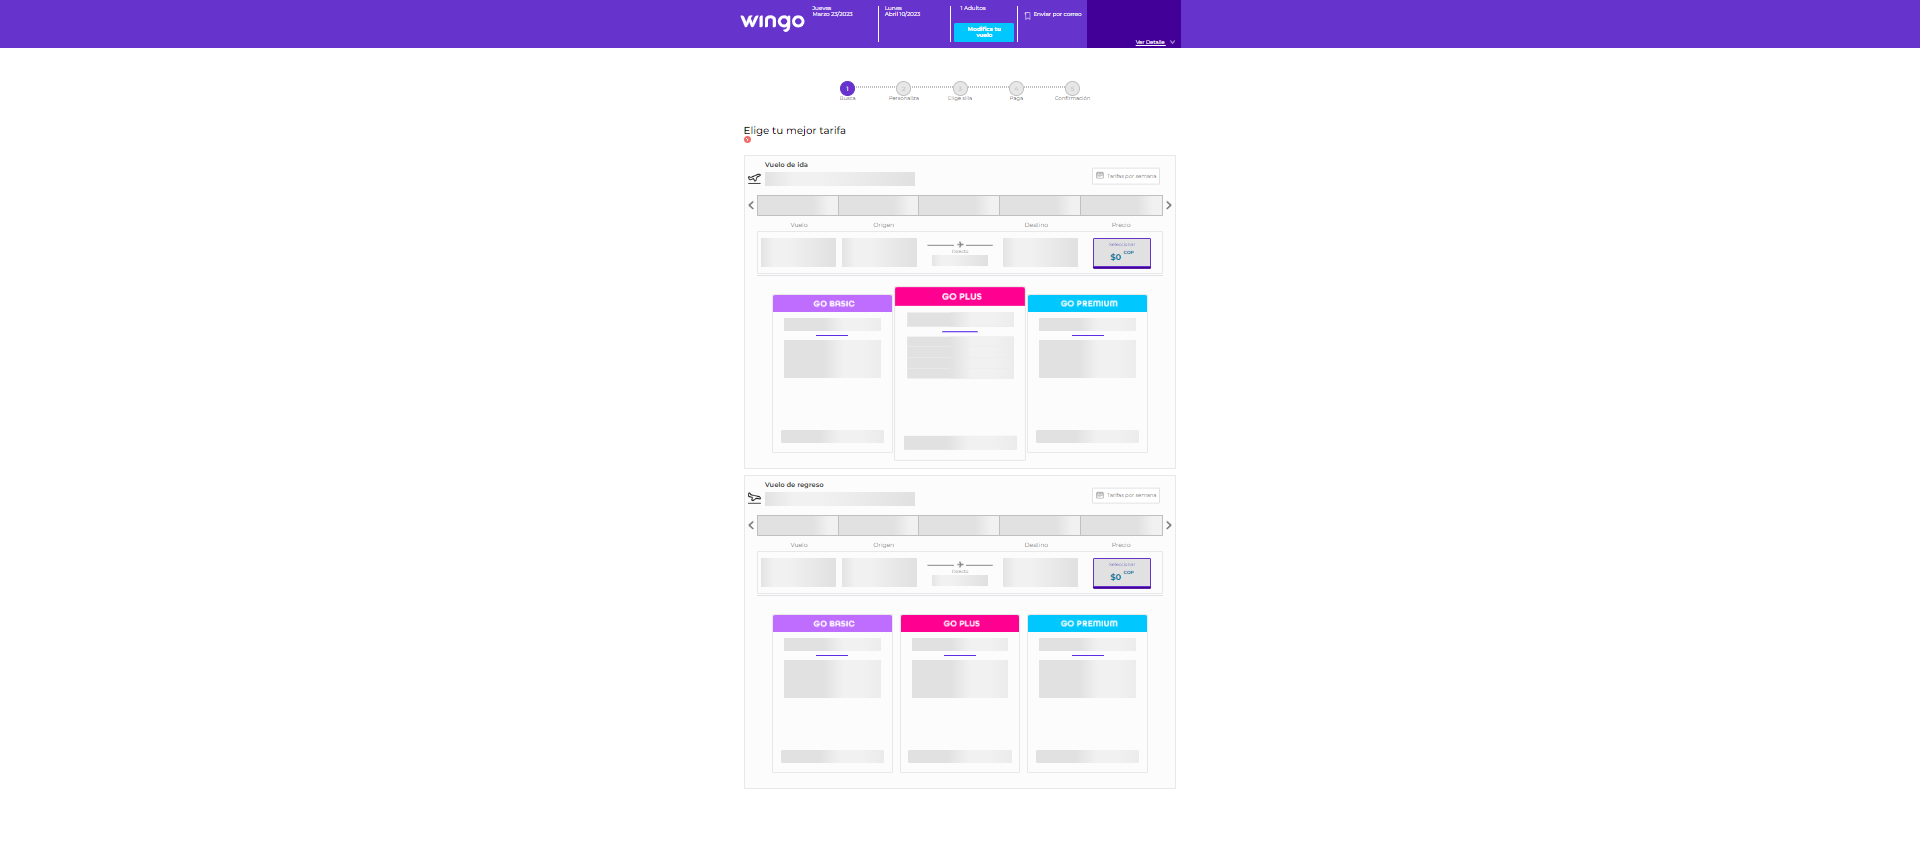 wingo
Jueves
Marzo 23/2023
Lunes
Abril 10/2023
1 Adultos
Modifica tu
vuelo
Enviar por correo
Ver Detalle
1
2
3
4
5
Busca
Personaliza
Elige silla
Paga
Confirmación
Elige tu mejor tarifa
Vuelo de ida
Tarifas por semana
Vuelo
Origen
Destino
Precio
Directo
Seleccionar
$0 COP
GO BASIC
GO PLUS
GO PREMIUM
Vuelo de regreso
Tarifas por semana
Vuelo
Origen
Destino
Precio
Directo
Seleccionar
$0 COP
GO BASIC
GO PLUS
GO PREMIUM